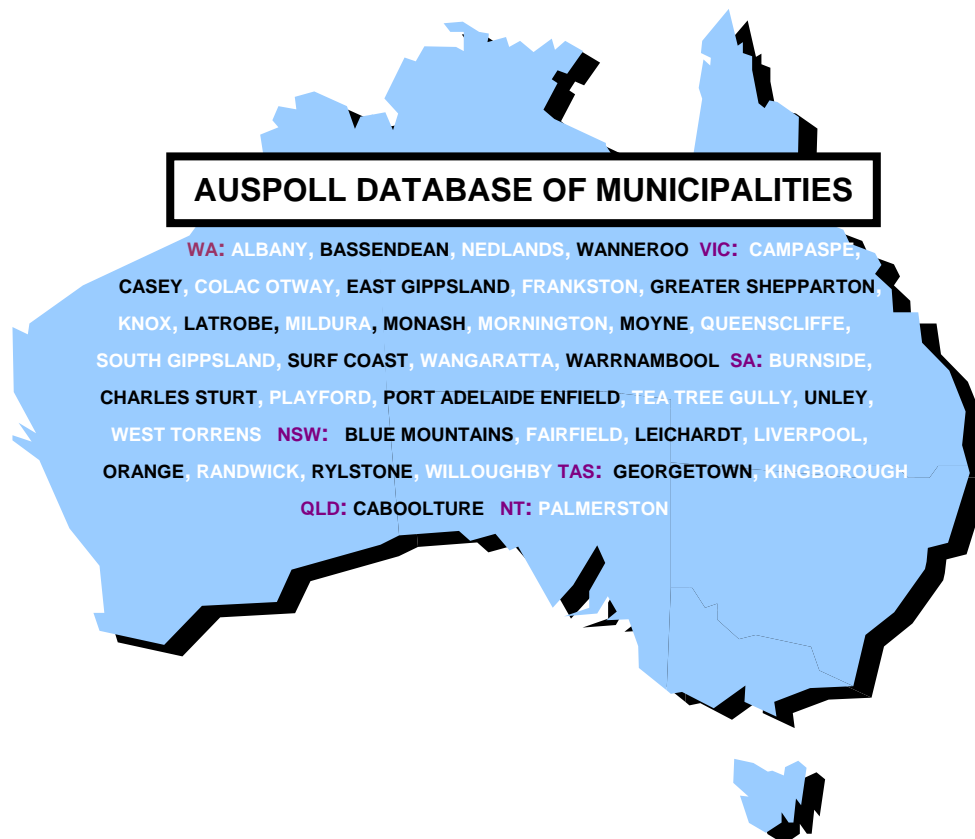 AUSPOLL DATABASE OF MUNICIPALITIES
WA: ALBANY, BASSENDEAN, NEDLANDS, WANNEROO VIC: CAMPASPE,
CASEY, COLAC OTWAY, EAST GIPPSLAND, FRANKSTON, GREATER SHEPPARTON,
KNOX, LATROBE, MILDURA, MONASH, MORNINGTON, MOYNE, QUEENSCLIFFE,
SOUTH GIPPSLAND, SURF COAST, WANGARATTA, WARRNAMBOOL SA: BURNSIDE,
CHARLES STURT, PLAYFORD, PORT ADELAIDE ENFIELD, TEA TREE GULLY, UNLEY,
WEST TORRENS NSW: BLUE MOUNTAINS, FAIRFIELD, LEICHARDT, LIVERPOOL,
ORANGE, RANDWICK, RYLSTONE, WILLOUGHBY TAS: GEORGETOWN, KINGBOROUGH
QLD: CABOOLTURE NT: PALMERSTON